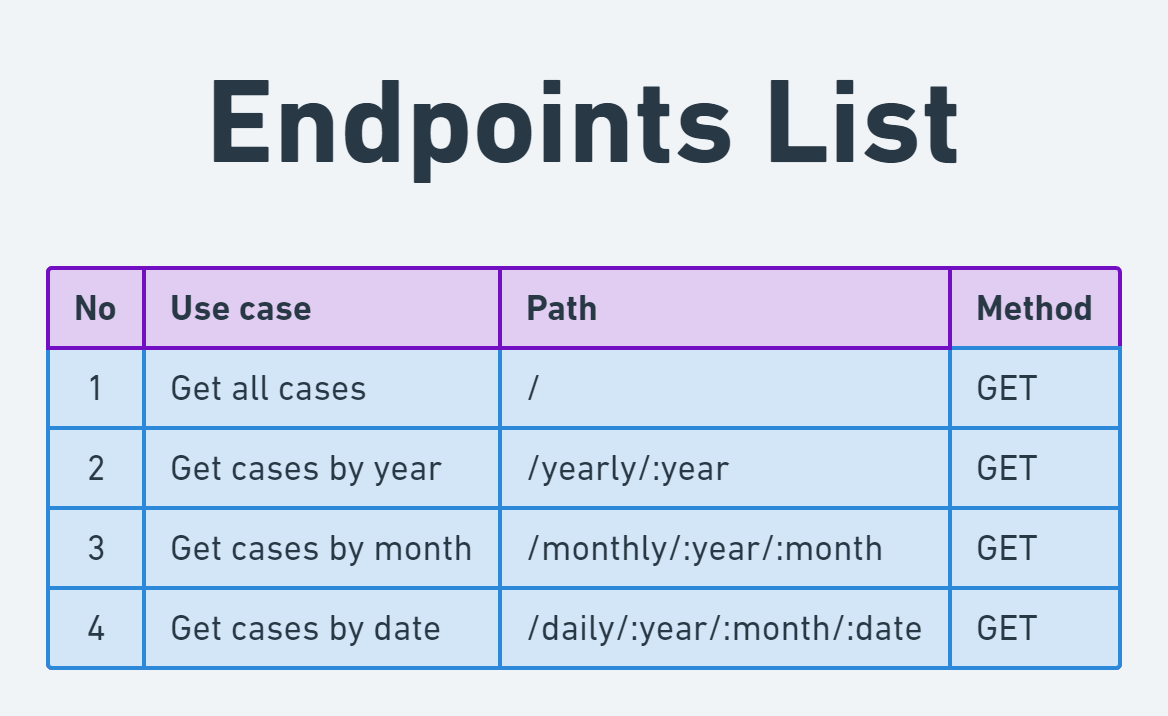 Endpoints List
No Use case Path Method
1 Get all cases / GET
2 Get cases by year /yearly/:year GET
3 Get cases by month /monthly/:year/:month GET
4 Get cases by date /daily/:year/:month/:date GET